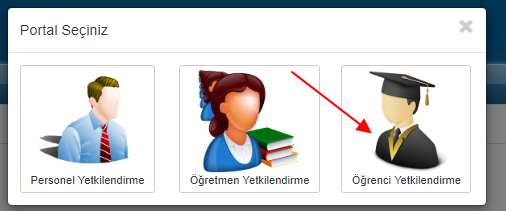 Portal Seçiniz
Personel Yetkilendirme
Öğretmen Yetkilendirme
Öğrenci Yetkilendirme